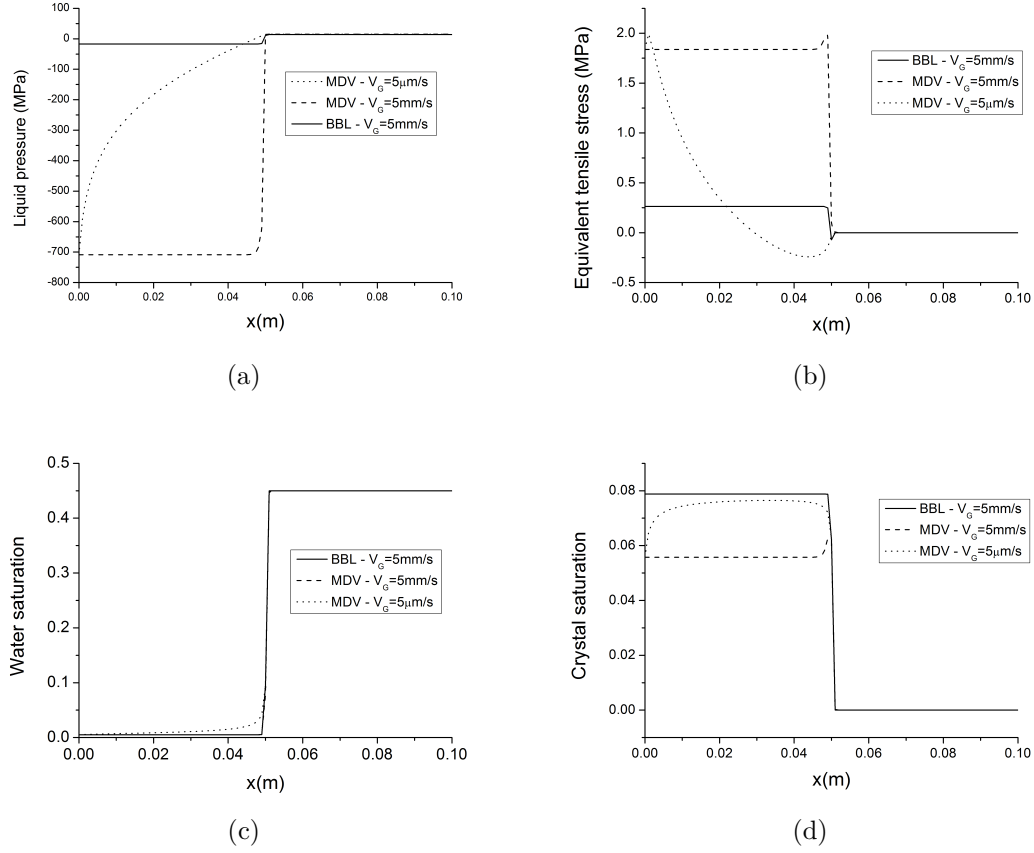 100
0
-100
-200
-300
-400
-500
-600
-700
-800
0.00 0.02 0.04 0.06 0.08 0.10
Liquid pressure (MPa)
x(m)
MDV - V_G=5μm/s
MDV - V_G=5mm/s
BBL - V_G=5mm/s
(a)
2.0
1.5
1.0
0.5
0.0
-0.5
0.00 0.02 0.04 0.06 0.08 0.10
Equivalent tensile stress (MPa)
x(m)
BBL - V_G=5mm/s
MDV - V_G=5mm/s
MDV - V_G=5μm/s
(b)
0.5
0.4
0.3
0.2
0.1
0.0
0.00 0.02 0.04 0.06 0.08 0.10
Water saturation
x(m)
BBL - V_G=5mm/s
MDV - V_G=5mm/s
MDV - V_G=5μm/s
(c)
0.08
0.06
0.04
0.02
0.00
0.00 0.02 0.04 0.06 0.08 0.10
Crystal saturation
x(m)
BBL - V_G=5mm/s
MDV - V_G=5mm/s
MDV - V_G=5μm/s
(d)